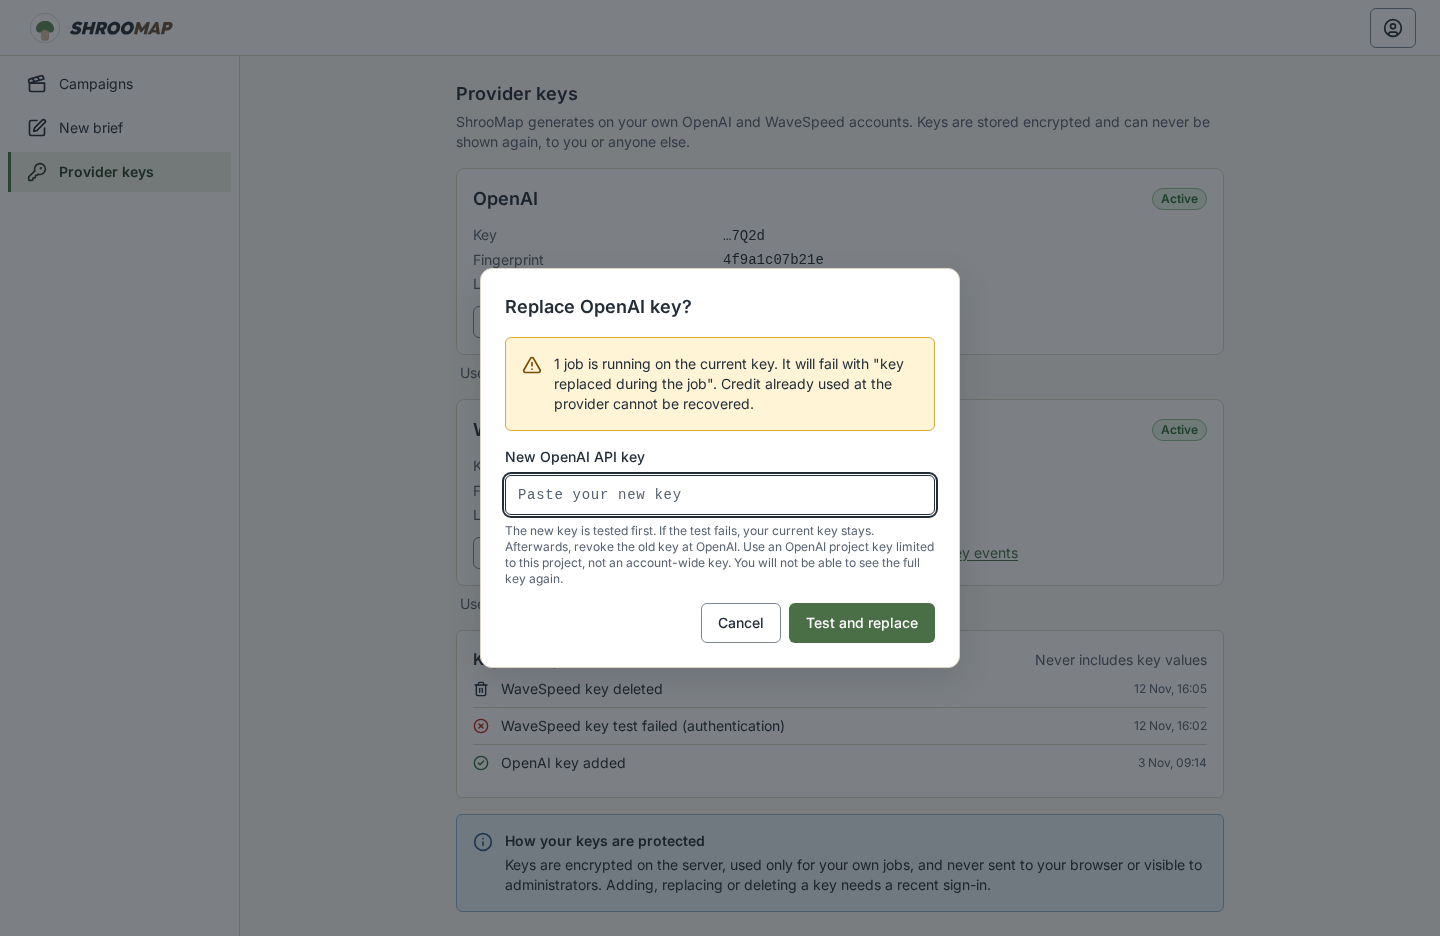 SHROOMAP
Campaigns
New brief
Provider keys
Provider keys
ShrooMap generates on your own OpenAI and WaveSpeed accounts. Keys are stored encrypted and can never be
shown again, to you or anyone else.
OpenAI
Active
Key
…7Q2d
Fingerprint
4f9a1c07b21e
Replace OpenAI key?
1 job is running on the current key. It will fail with "key
replaced during the job". Credit already used at the
provider cannot be recovered.
New OpenAI API key
Paste your new key
The new key is tested first. If the test fails, your current key stays.
Afterwards, revoke the old key at OpenAI. Use an OpenAI project key limited
to this project, not an account-wide key. You will not be able to see the full
key again.
Cancel
Test and replace
Active
events
Never includes key values
WaveSpeed key deleted
12 Nov, 16:05
WaveSpeed key test failed (authentication)
12 Nov, 16:02
OpenAI key added
3 Nov, 09:14
How your keys are protected
Keys are encrypted on the server, used only for your own jobs, and never sent to your browser or visible to
administrators. Adding, replacing or deleting a key needs a recent sign-in.